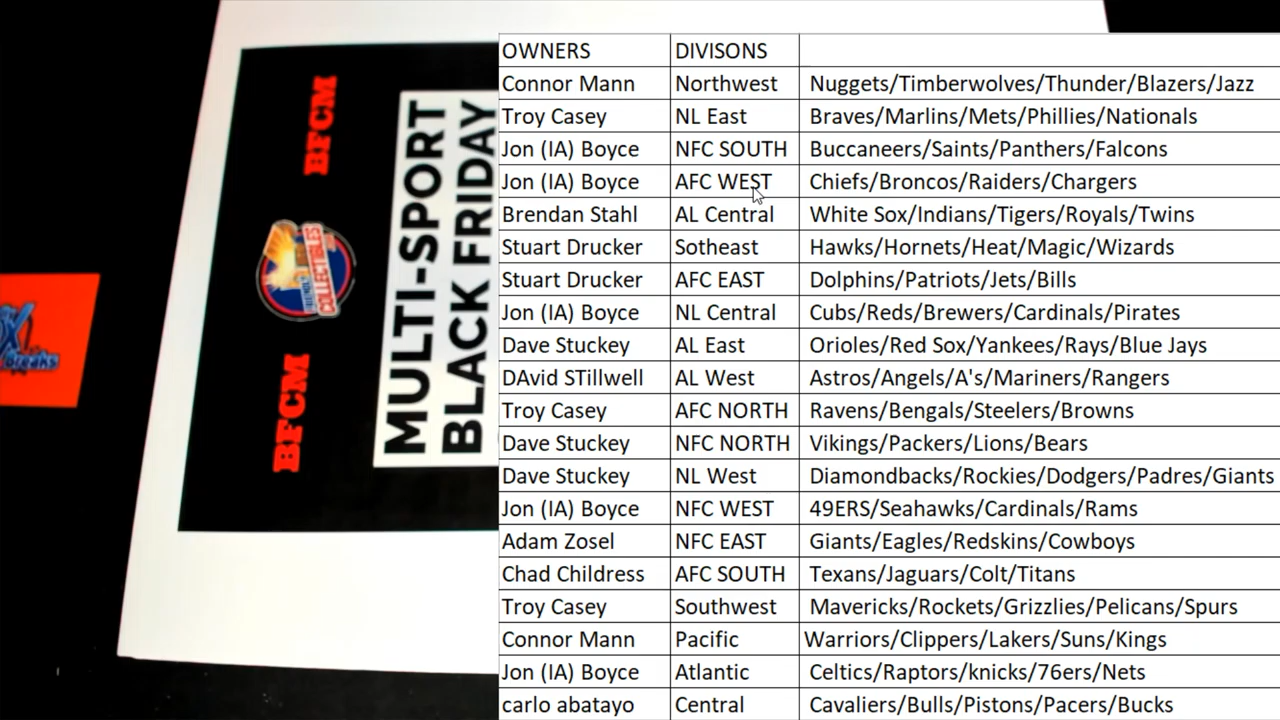 BFCM
BFCM
COLLECTIBLES
MULTI-SPORT
BLACK FRIDAY
Breaks
OWNERS DIVISONS
Connor Mann Northwest Nuggets/Timberwolves/Thunder/Blazers/Jazz
Troy Casey NL East Braves/Marlins/Mets/Phillies/Nationals
Jon (IA) Boyce NFC SOUTH Buccaneers/Saints/Panthers/Falcons
Jon (IA) Boyce AFC WEST Chiefs/Broncos/Raiders/Chargers
Brendan Stahl AL Central White Sox/Indians/Tigers/Royals/Twins
Stuart Drucker Sotheast Hawks/Hornets/Heat/Magic/Wizards
Stuart Drucker AFC EAST Dolphins/Patriots/Jets/Bills
Jon (IA) Boyce NL Central Cubs/Reds/Brewers/Cardinals/Pirates
Dave Stuckey AL East Orioles/Red Sox/Yankees/Rays/Blue Jays
DAvid STillwell AL West Astros/Angels/A's/Mariners/Rangers
Troy Casey AFC NORTH Ravens/Bengals/Steelers/Browns
Dave Stuckey NFC NORTH Vikings/Packers/Lions/Bears
Dave Stuckey NL West Diamondbacks/Rockies/Dodgers/Padres/Giants
Jon (IA) Boyce NFC WEST 49ERS/Seahawks/Cardinals/Rams
Adam Zosel NFC EAST Giants/Eagles/Redskins/Cowboys
Chad Childress AFC SOUTH Texans/Jaguars/Colt/Titans
Troy Casey Southwest Mavericks/Rockets/Grizzlies/Pelicans/Spurs
Connor Mann Pacific Warriors/Clippers/Lakers/Suns/Kings
Jon (IA) Boyce Atlantic Celtics/Raptors/knicks/76ers/Nets
carlo abatayo Central Cavaliers/Bulls/Pistons/Pacers/Bucks